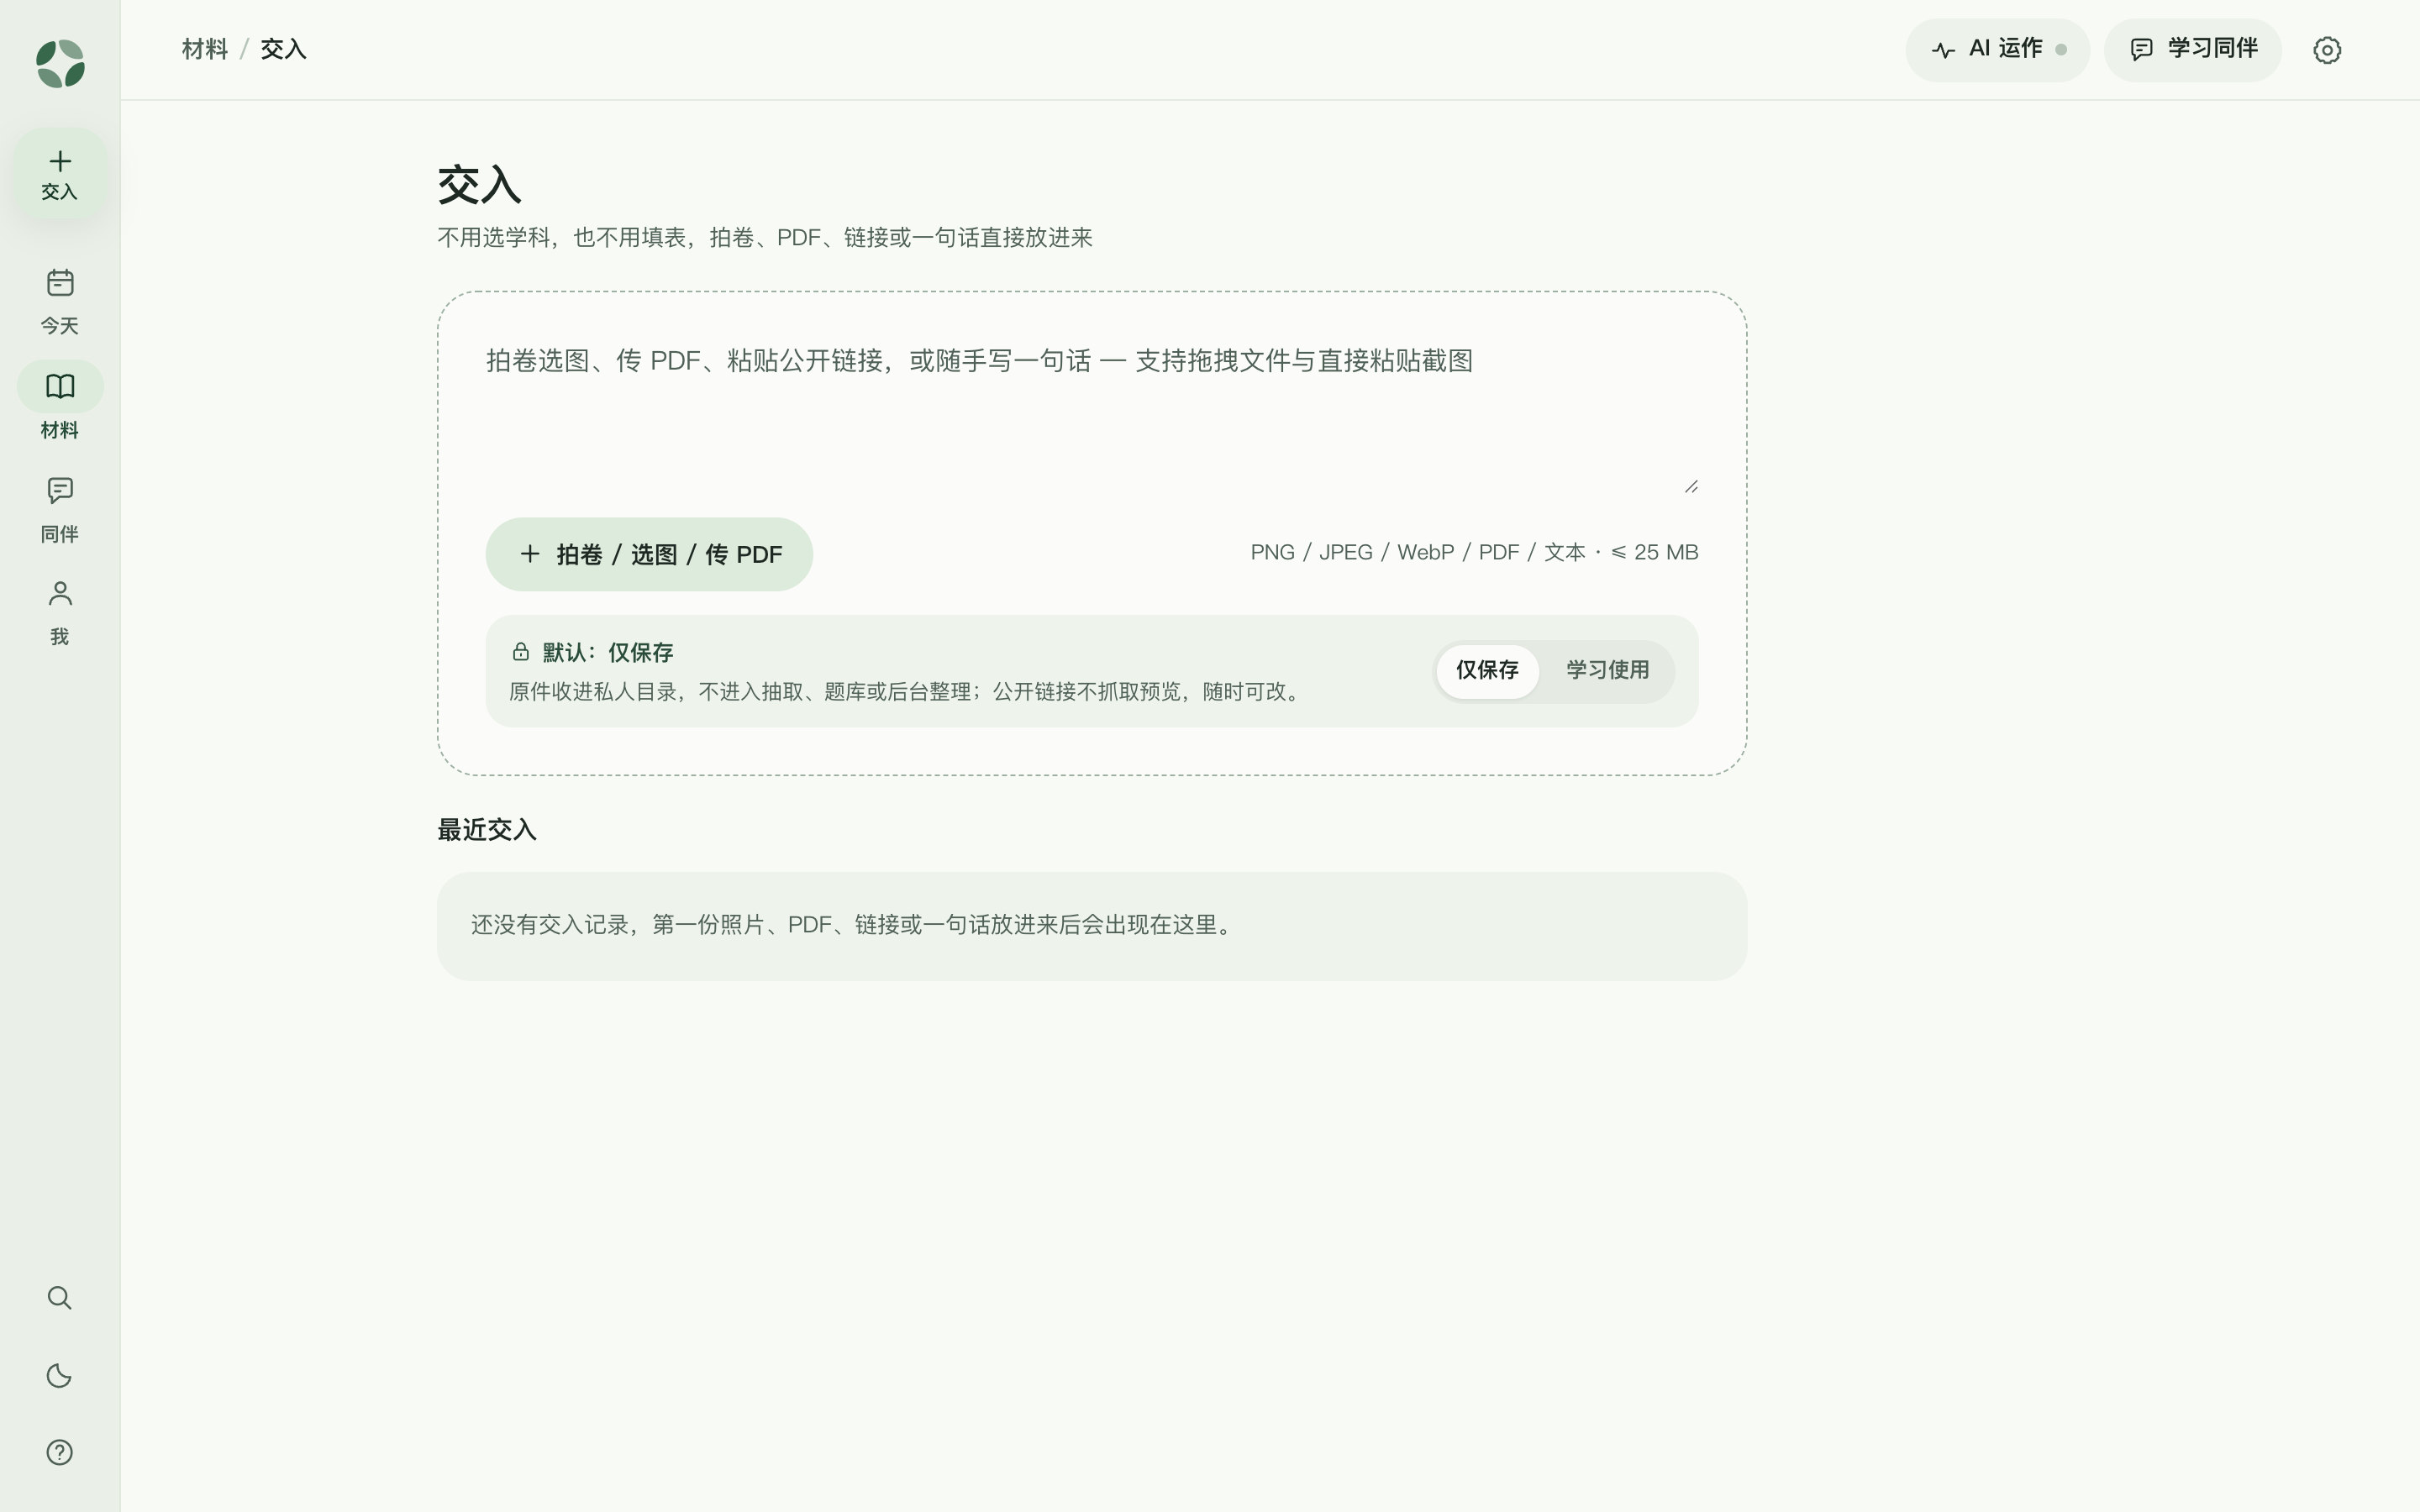 材料 / 交入
AI 运作
学习同伴
交入
今天
材料
同伴
我
交入
不用选学科，也不用填表，拍卷、PDF、链接或一句话直接放进来
拍卷选图、传 PDF、粘贴公开链接，或随手写一句话 — 支持拖拽文件与直接粘贴截图
拍卷 / 选图 / 传 PDF
PNG / JPEG / WebP / PDF / 文本 · ≤ 25 MB
默认：仅保存
原件收进私人目录，不进入抽取、题库或后台整理；公开链接不抓取预览，随时可改。
仅保存
学习使用
最近交入
还没有交入记录，第一份照片、PDF、链接或一句话放进来后会出现在这里。